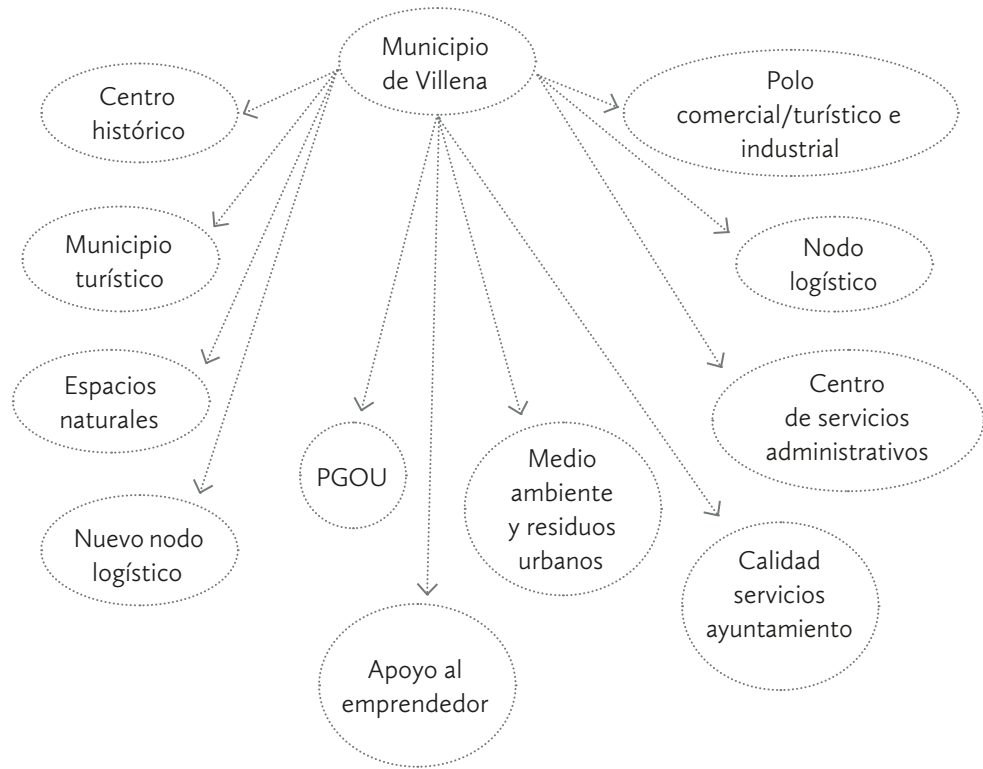 Municipio
de Villena
Centro
histórico
Polo
comercial/turístico e
industrial
Municipio
turístico
Nodo
logístico
Espacios
naturales
Centro
de servicios
administrativos
PGOU
Medio
ambiente
y residuos
urbanos
Nuevo nodo
logístico
Calidad
servicios
ayuntamiento
Apoyo al
emprendedor